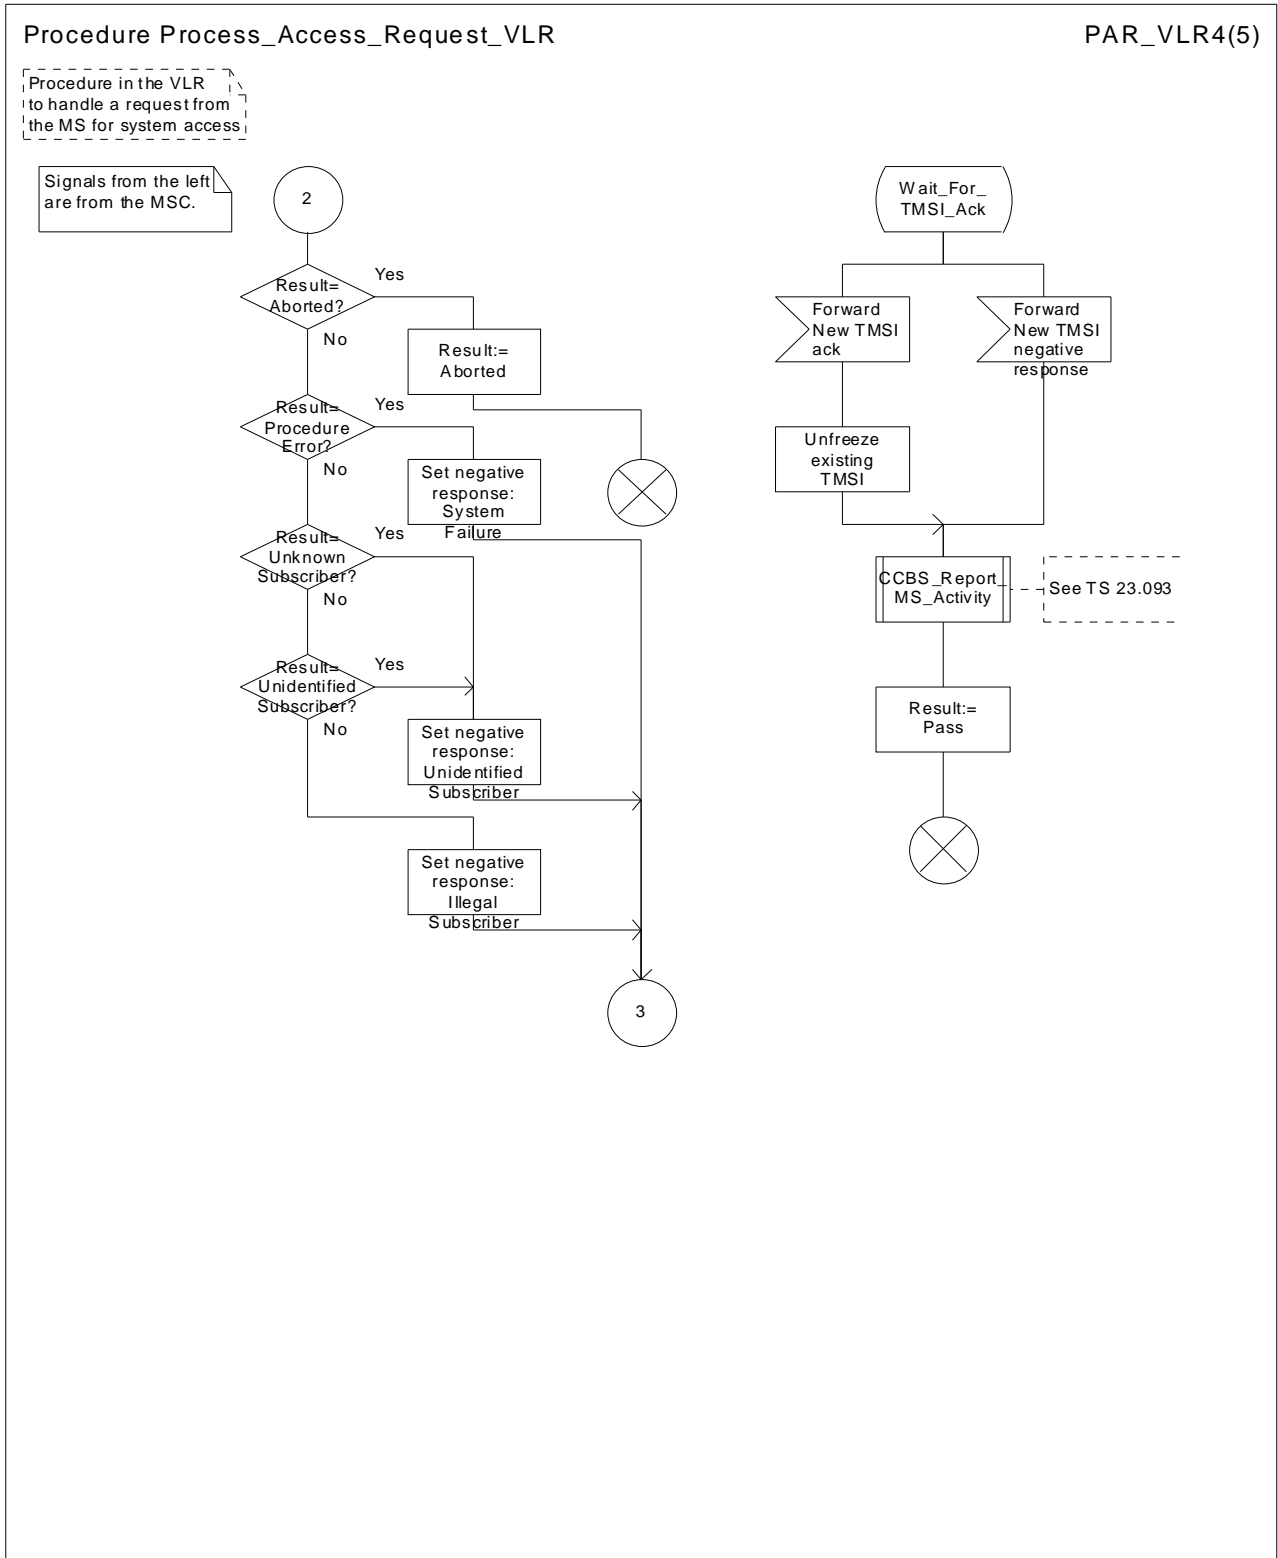 Procedure Process_Access_Request_VLR
PAR_VLR4(5)
Procedure in the VLR
to handle a request from
the MS for system access
Signals from the left
are from the MSC.
2
Result=
Aborted?
Yes
No
Result:=
Aborted
Result=
Procedure
Error?
Yes
No
Set negative
response:
System
Failure
Result=
Unknown
Subscriber?
Yes
No
Result=
Unidentified
Subscriber?
Yes
No
Set negative
response:
Unidentified
Subscriber
Set negative
response:
Illegal
Subscriber
3
Wait_For_
TMSI_Ack
Forward
New TMSI
ack
Forward
New TMSI
negative
response
Unfreeze
existing
TMSI
CCBS_Report_
MS_Activity
See TS 23.093
Result:=
Pass